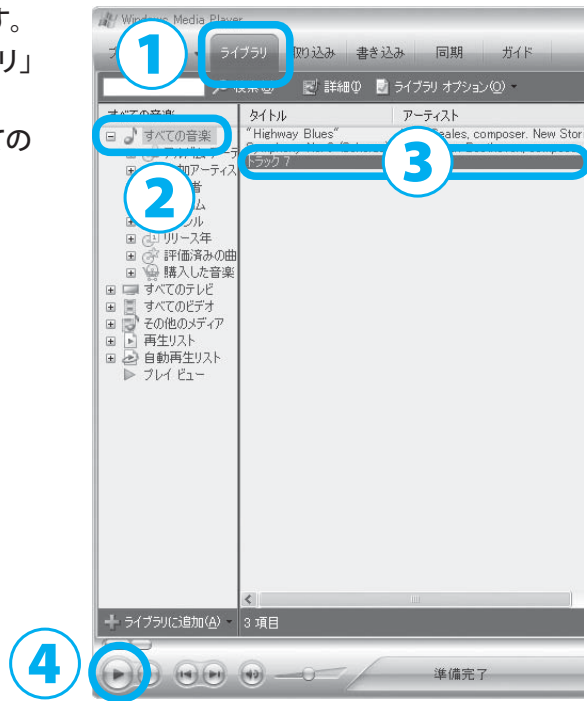 す。
リ」
ての
Windows Media Player
1
ライブラリ 取り込み 書き込み 同期 ガイド
詳細(I) ライブラリ オプション(O)
すべての音楽
タイトル アーティスト
すべての音楽
"Highway Blues" composer. New Stor
トラック 7
3
2
リリース年
評価済みの曲
購入した音楽
すべてのテレビ
すべてのビデオ
その他のメディア
再生リスト
自動再生リスト
プレイ ビュー
ライブラリに追加(A) 3 項目
4
準備完了